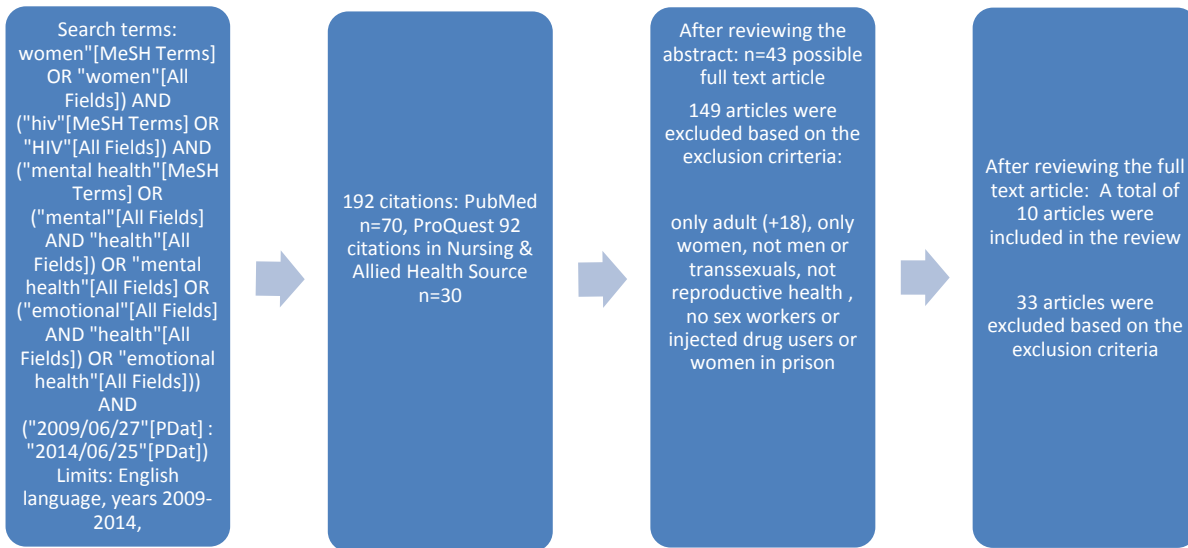 Search terms:
women"[MeSH Terms]
OR "women"[All
Fields]) AND
("hiv"[MeSH Terms] OR
"HIV"[All Fields]) AND
("mental health"[MeSH
Terms] OR
("mental"[All Fields]
AND "health"[All
Fields]) OR "mental
health"[All Fields] OR
("emotional"[All Fields]
AND "health"[All
Fields]) OR "emotional
health"[All Fields]))
AND
("2009/06/27"[PDat] :
"2014/06/25"[PDat])
Limits: English
language, years 2009-
2014,
192 citations: PubMed
n=70, ProQuest 92
citations in Nursing &
Allied Health Source
n=30
After reviewing the
abstract: n=43 possible
full text article
149 articles were
excluded based on the
exclusion crirteria:
only adult (+18), only
women, not men or
transsexuals, not
reproductive health ,
no sex workers or
injected drug users or
women in prison
After reviewing the full
text article: A total of
10 articles were
included in the review
33 articles were
excluded based on the
exclusion criteria